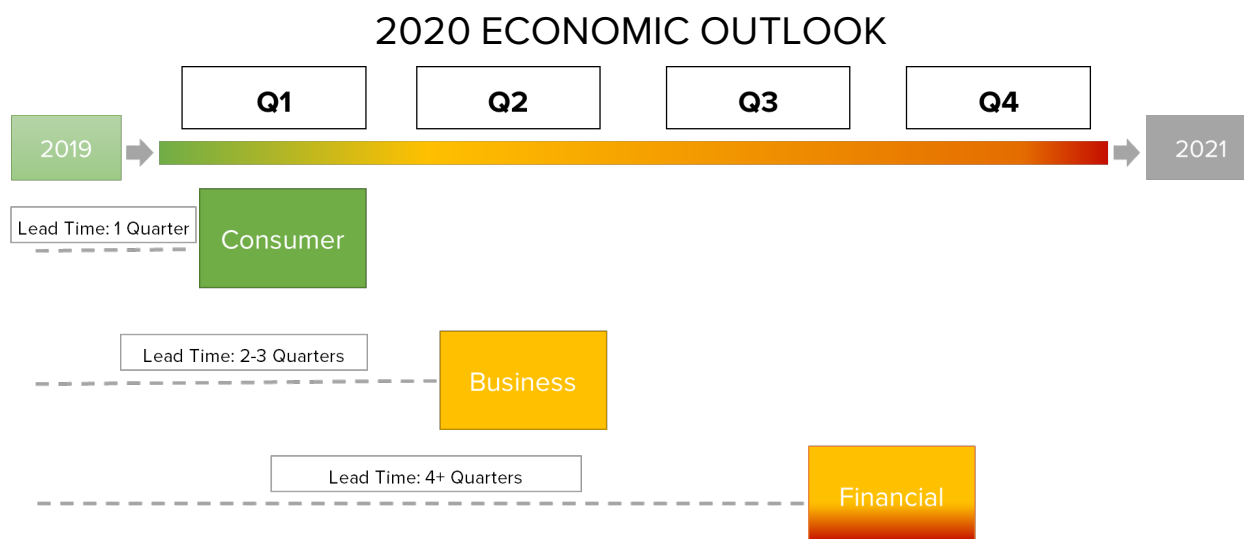 2020 ECONOMIC OUTLOOK
Q1
Q2
Q3
Q4
2019
2021
Lead Time: 1 Quarter
Consumer
Lead Time: 2-3 Quarters
Business
Lead Time: 4+ Quarters
Financial